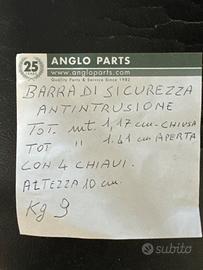 25
ANGLO PARTS
www.angloparts.com
Quality Parts & Service Since 1982
BARRA DI SICUREZZA
ANTINTRUSIONE
TOT. mt. 1,17 cm - CHIUSA
TOT " 1.41 cm APERTA
CON 4 CHIAVI.
ALTEZZA 10 cm.
Kg 9
subito